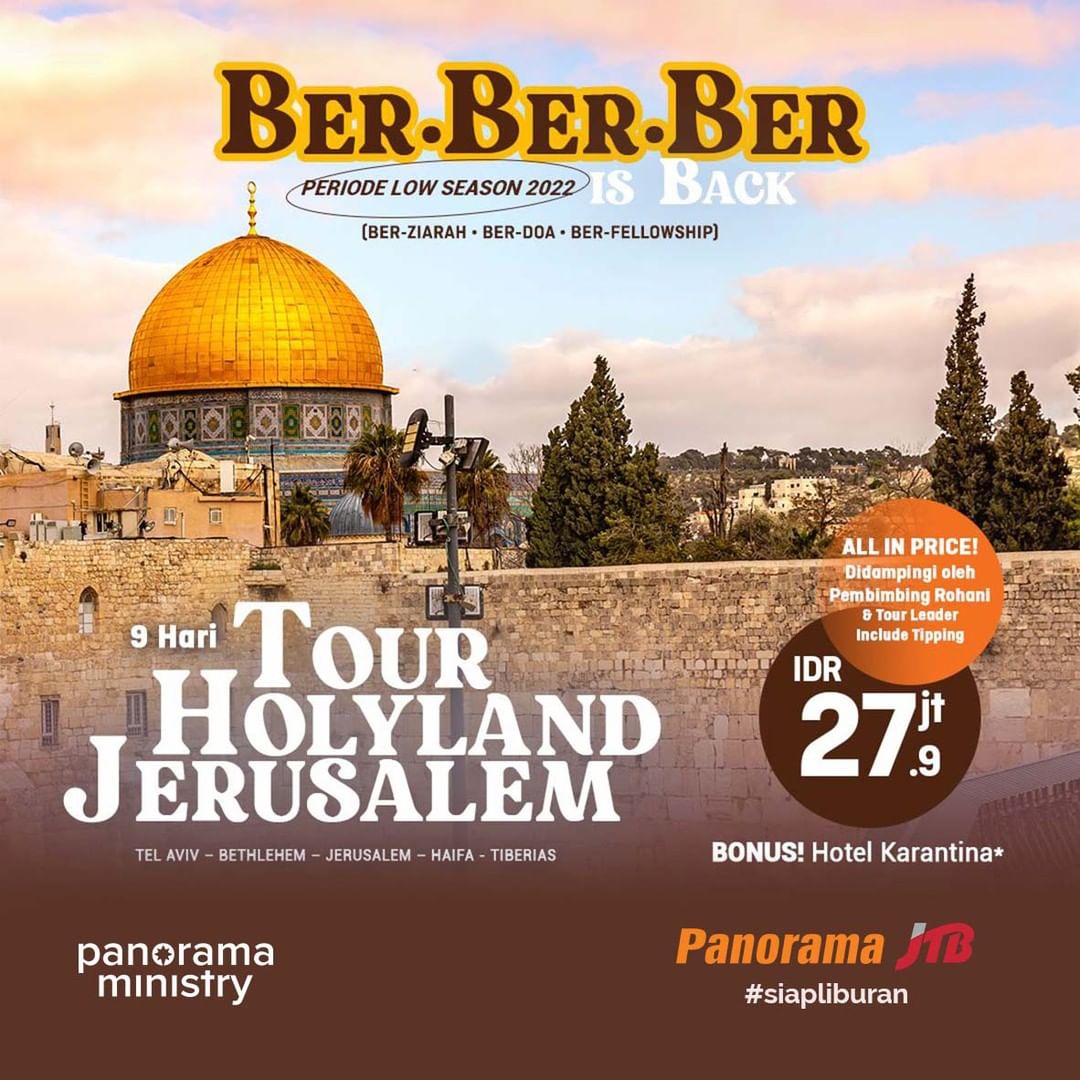 BER.BER.BER
PERIODE LOW SEASON 2022 IS BACK
(BER-ZIARAH • BER-DOA • BER-FELLOWSHIP)
ALL IN PRICE!
Didampingi oleh
Pembimbing Rohani
& Tour Leader
Include Tipping
9 Hari TOUR
HOLYLAND
JERUSALEM
IDR
27.9 jt
TEL AVIV – BETHLEHEM – JERUSALEM – HAIFA - TIBERIAS
BONUS! Hotel Karantina*
panorama
ministry
Panorama JTB
#siapliburan